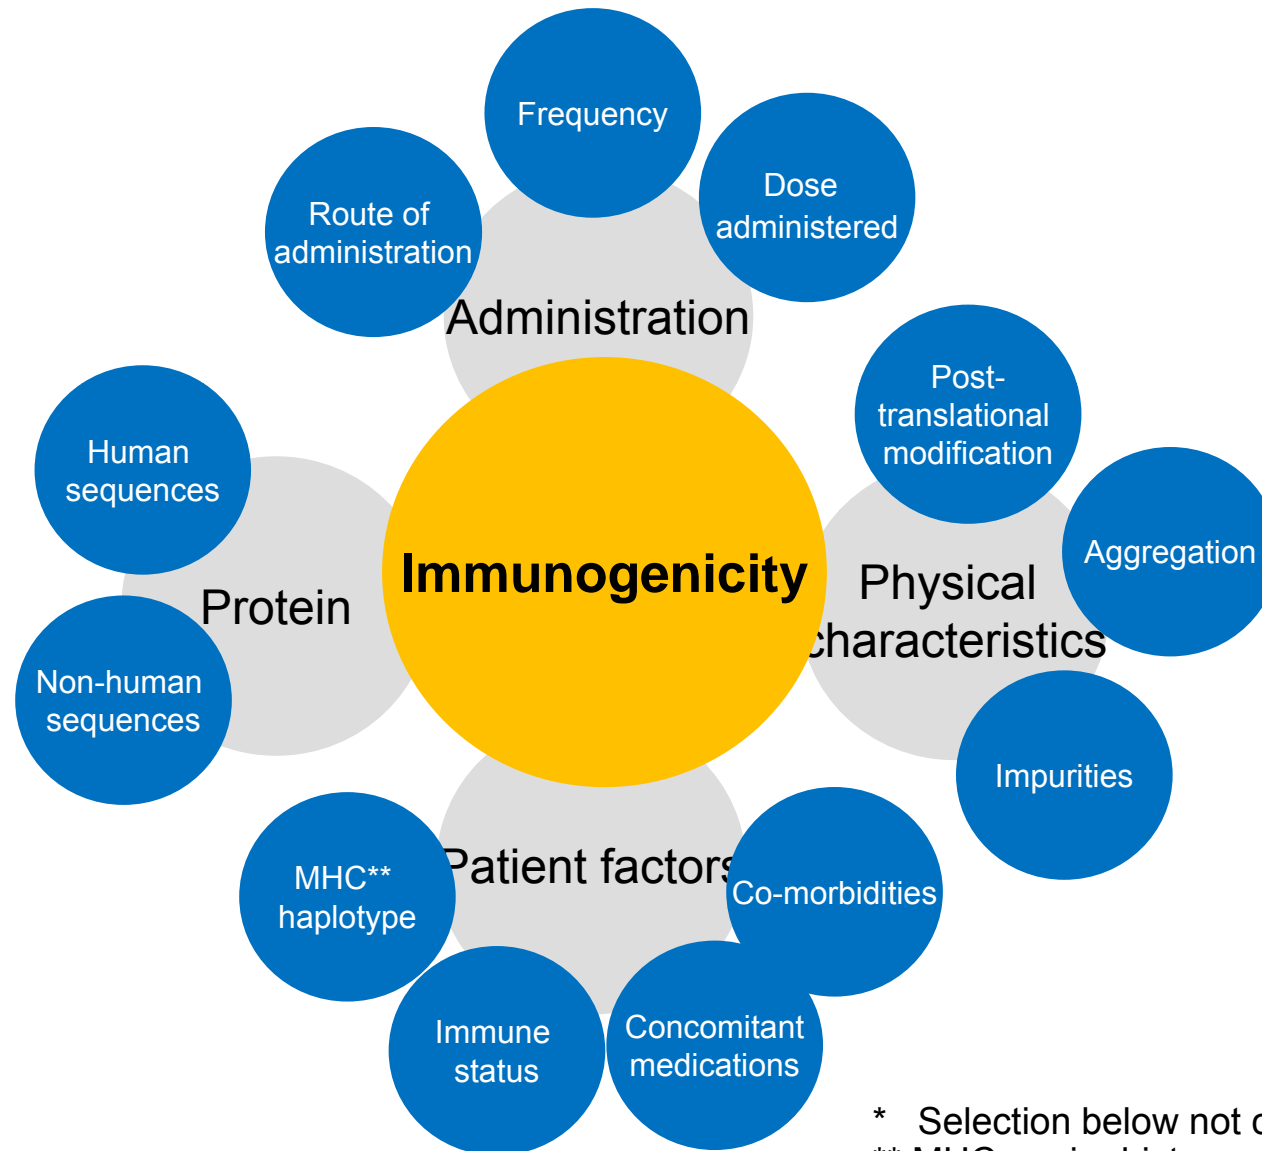 Frequency
Dose
administered
Route of
administration
Administration
Post-
translational
modification
Human
sequences
Aggregation
Immunogenicity
Physical
characteristics
Protein
Non-human
sequences
Impurities
Patient factors
MHC**
haplotype
Co-morbidities
Immune
status
Concomitant
medications
* Selection below not
** MHC